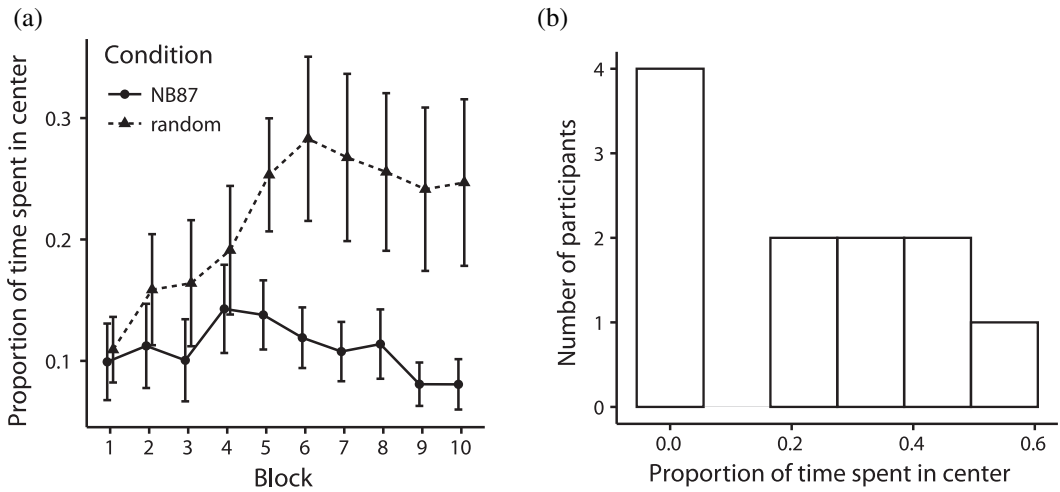 (a)
Proportion of time spent in center
0.3
0.2
0.1
Condition
NB87
random
1 2 3 4 5 6 7 8 9 10
Block
(b)
Number of participants
4
3
2
1
0
0.0 0.2 0.4 0.6
Proportion of time spent in center